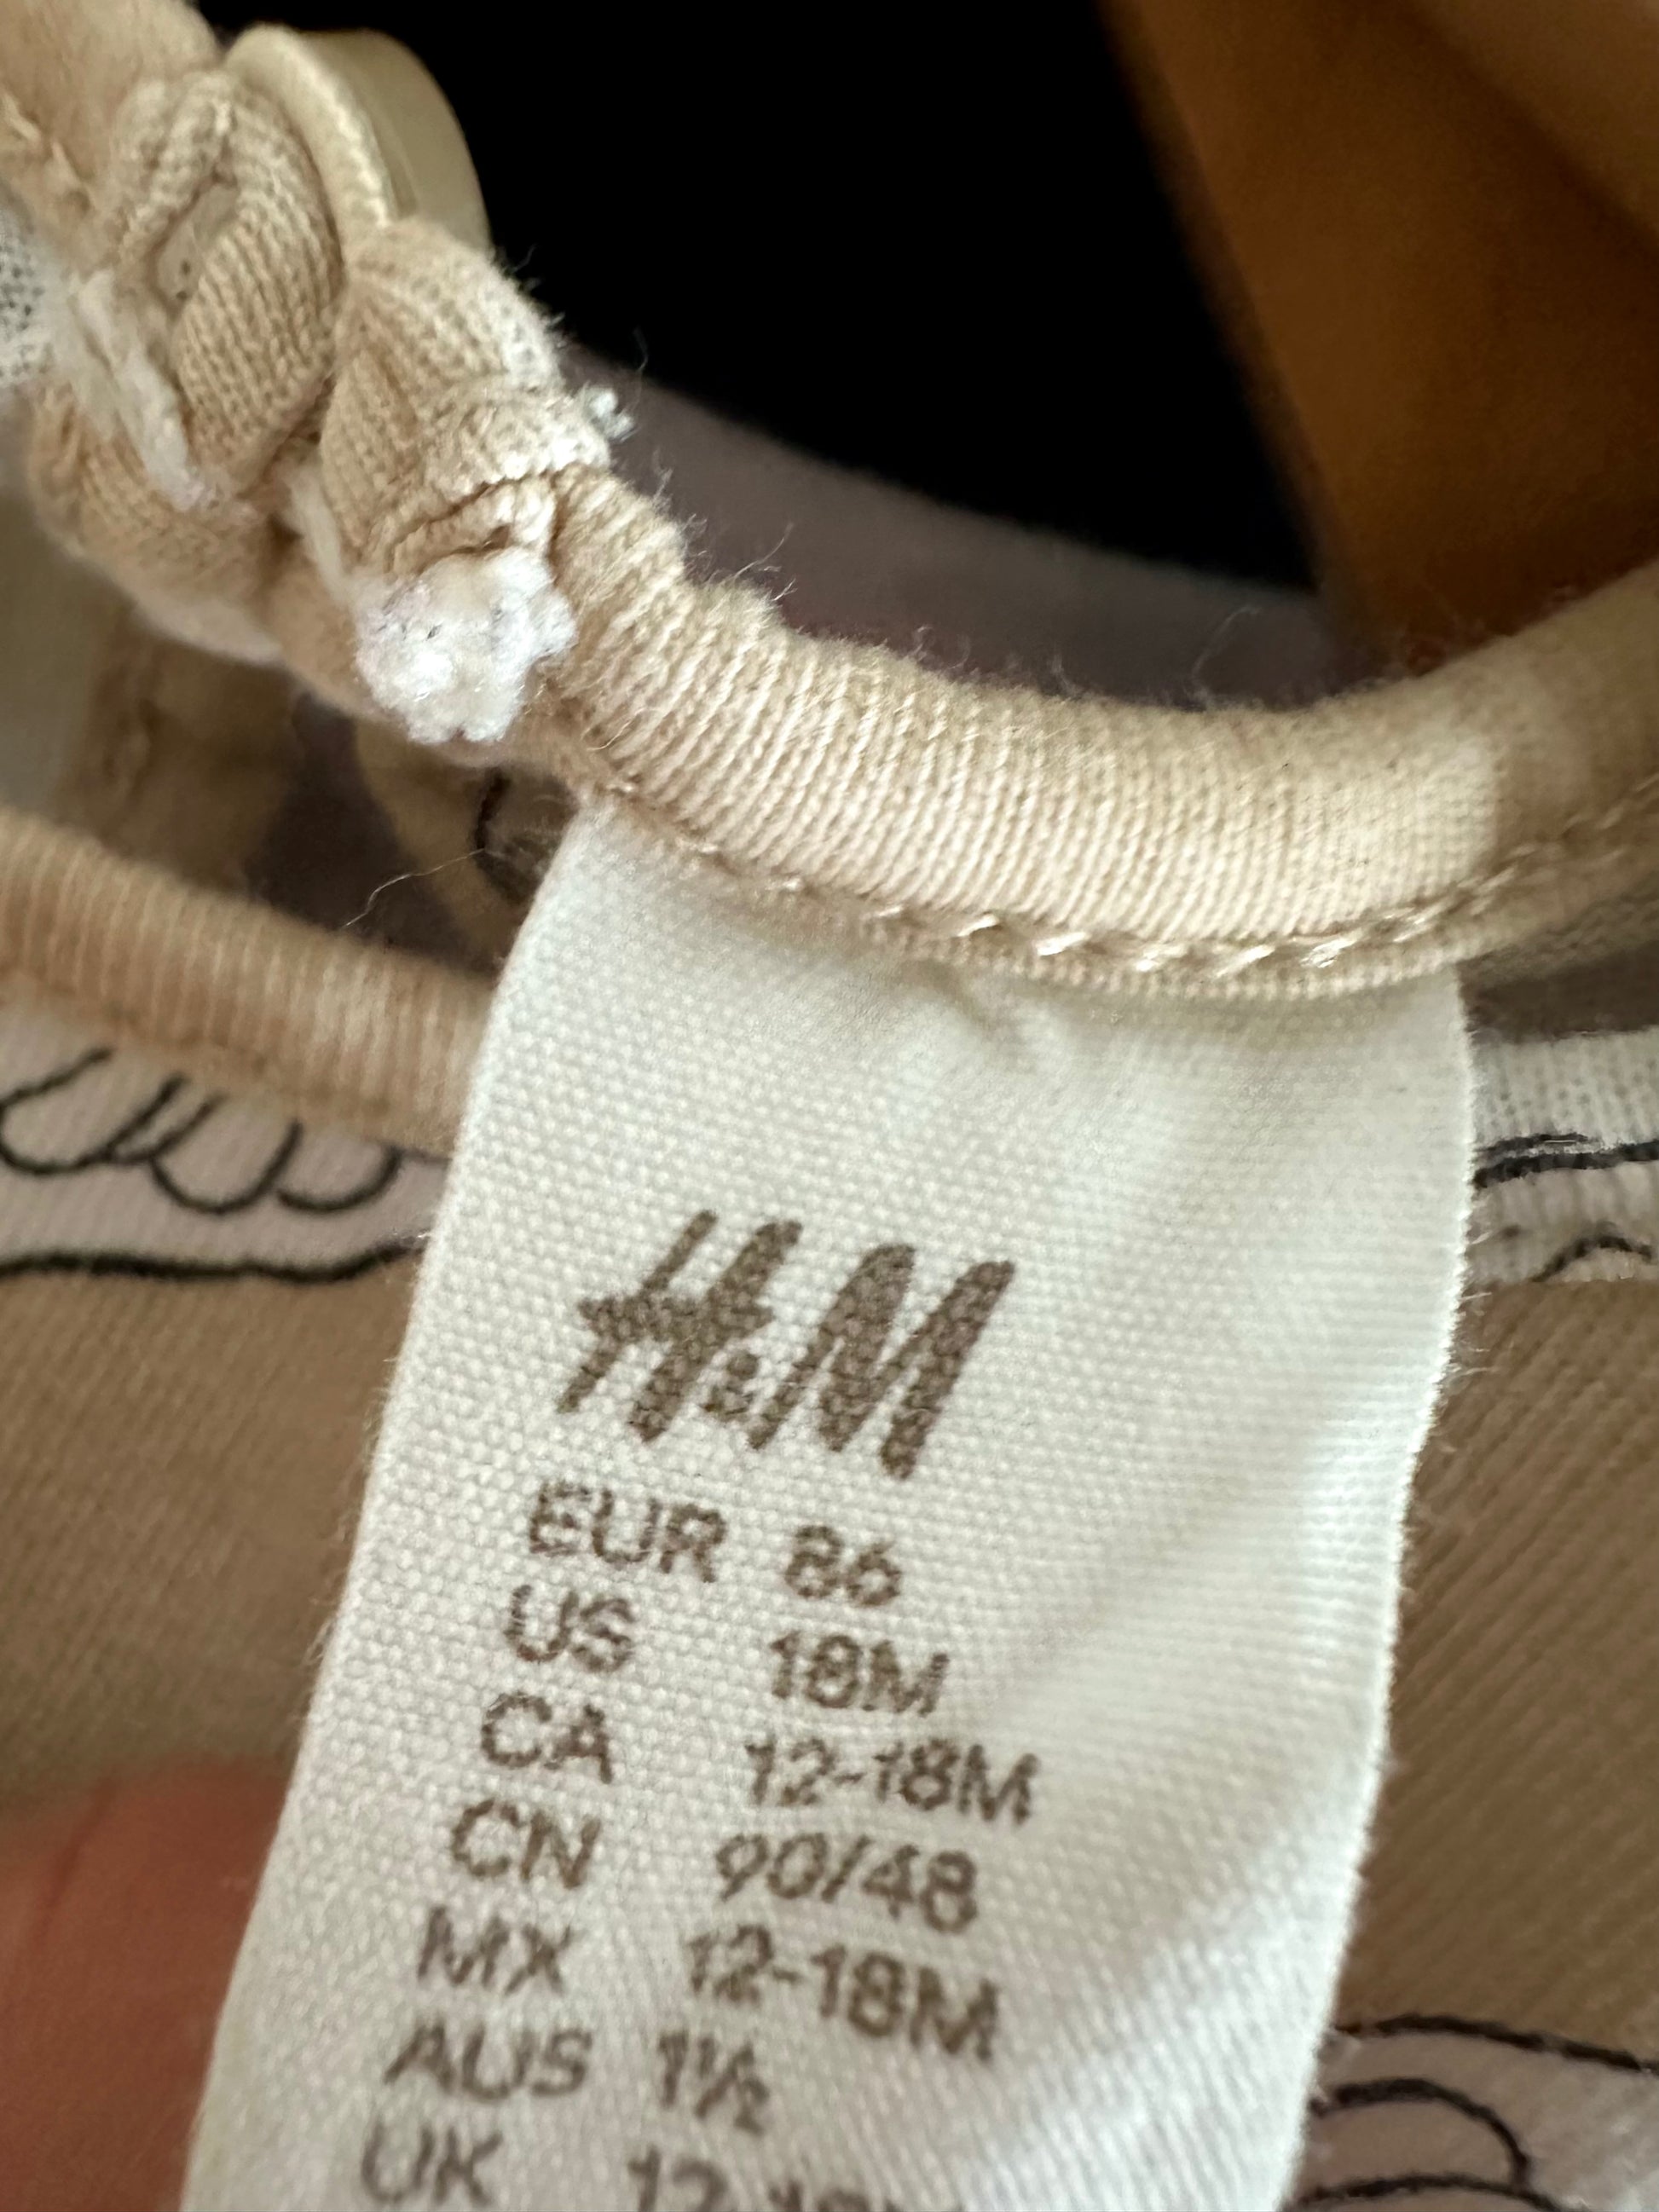 H&M
EUR 86
US 18M
CA 12-18M
CN 90/48
MX 12-18M
AUS 1½
UK